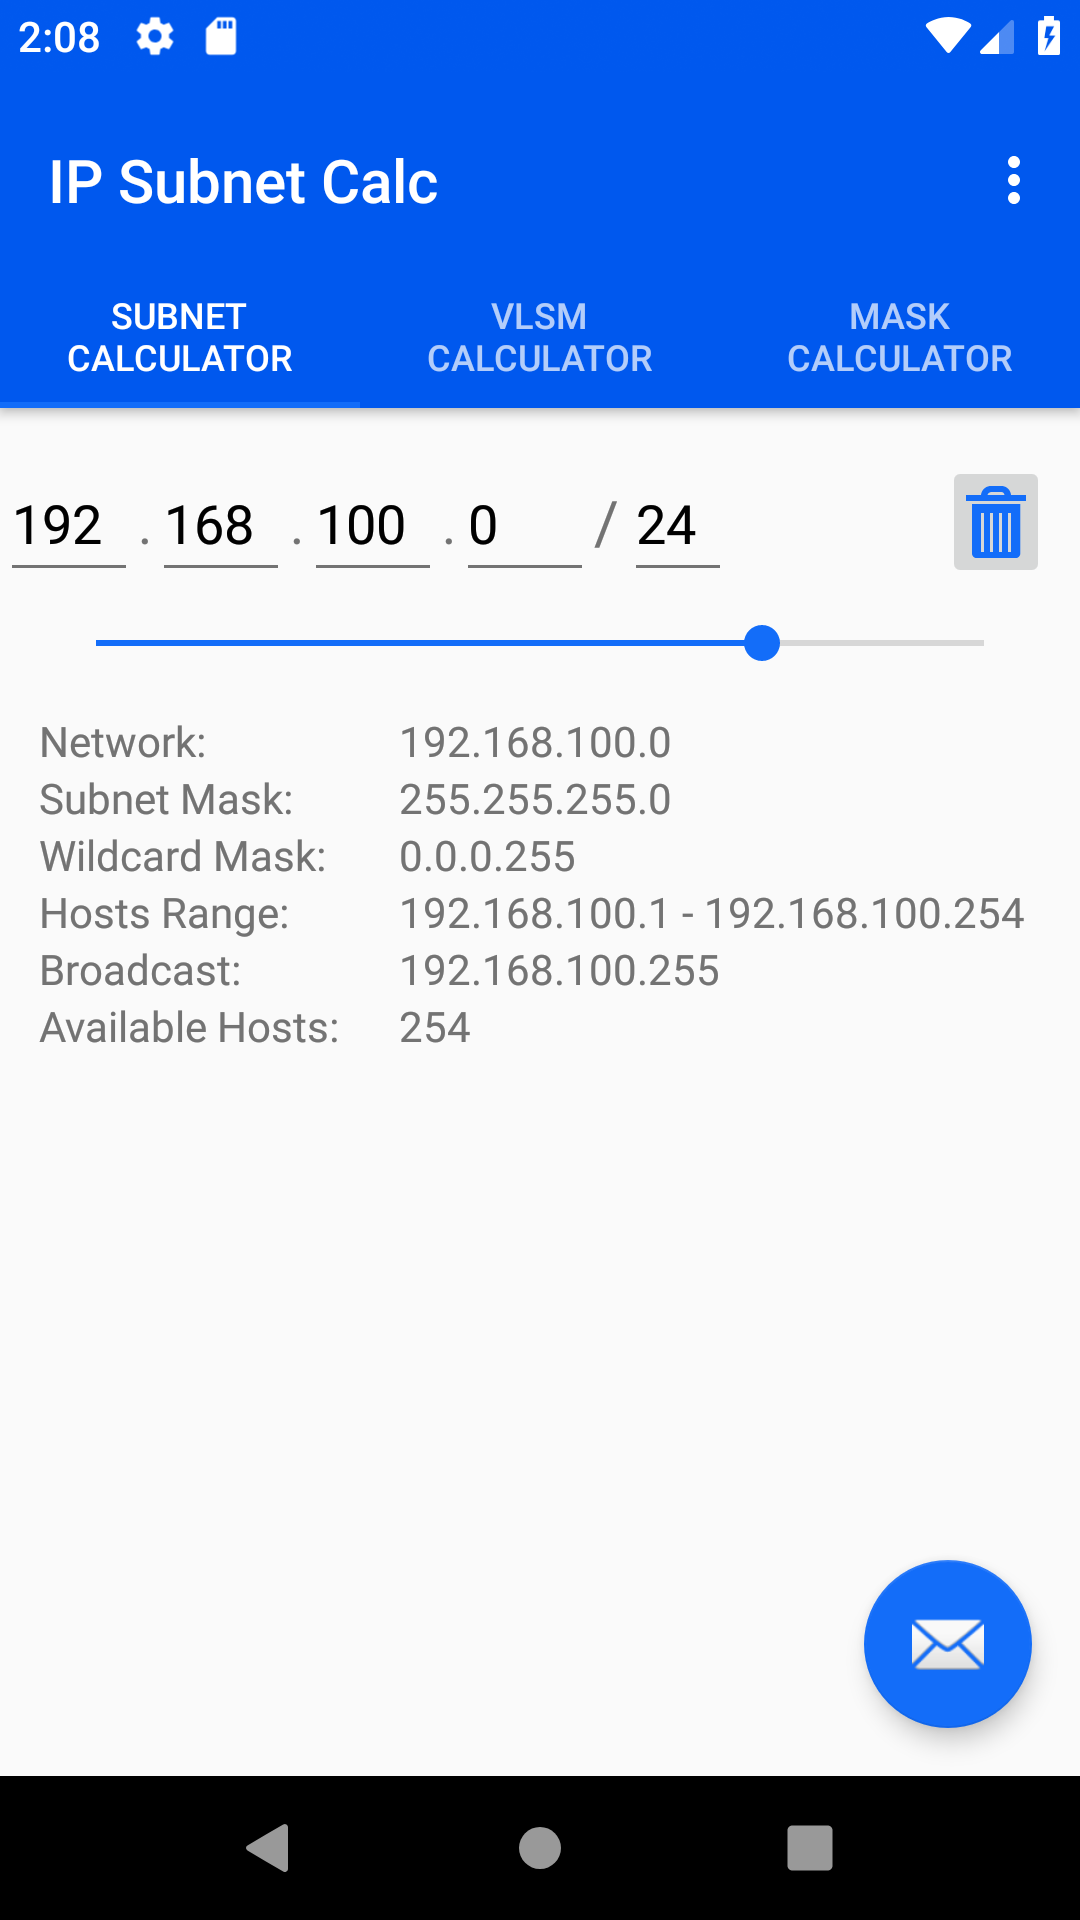 2:08
IP Subnet Calc
SUBNET CALCULATOR
VLSM CALCULATOR
MASK CALCULATOR
192 . 168 . 100 . 0 / 24
Network: 192.168.100.0
Subnet Mask: 255.255.255.0
Wildcard Mask: 0.0.0.255
Hosts Range: 192.168.100.1 - 192.168.100.254
Broadcast: 192.168.100.255
Available Hosts: 254